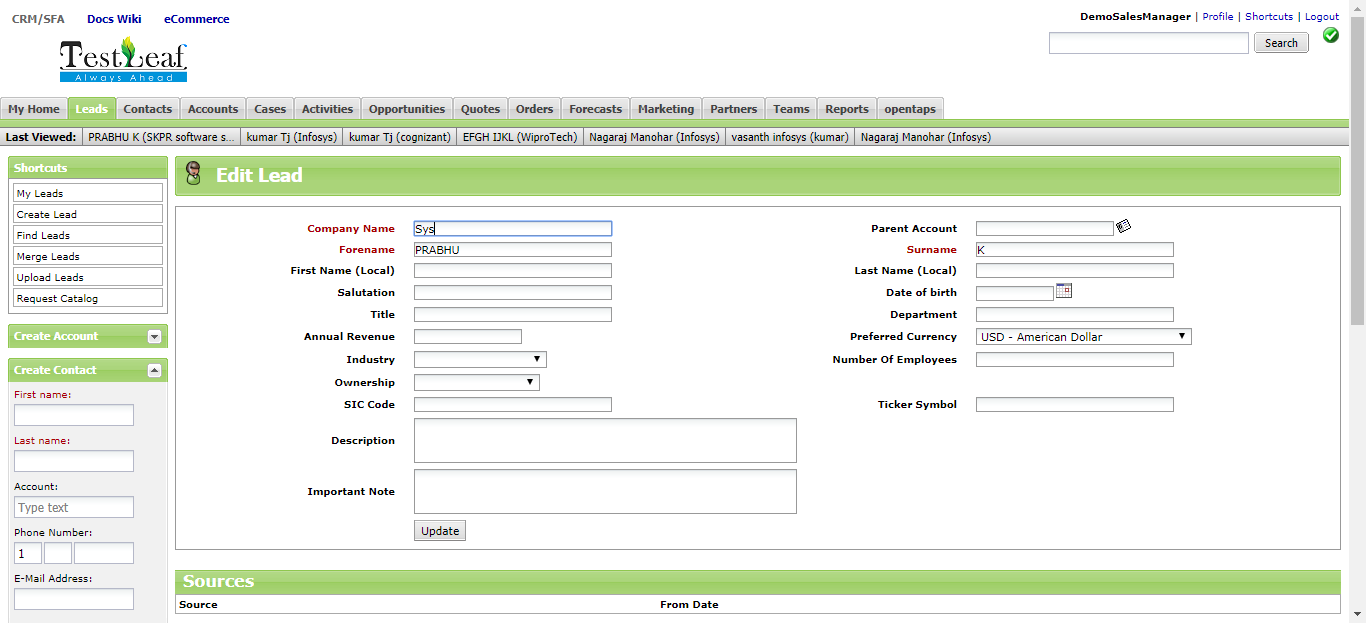 CRM/SFA Docs Wiki eCommerce
DemoSalesManager | Profile | Shortcuts | Logout
TestLeaf
Always Ahead
Search
My Home Leads Contacts Accounts Cases Activities Opportunities Quotes Orders Forecasts Marketing Partners Teams Reports opentaps
Last Viewed: PRABHU K (SKPR software s... kumar Tj (Infosys) kumar Tj (cognizant) EFGH IJKL (WiproTech) Nagaraj Manohar (Infosys) vasanth infosys (kumar) Nagaraj Manohar (Infosys)
Shortcuts
My Leads
Create Lead
Find Leads
Merge Leads
Upload Leads
Request Catalog
Create Account
Create Contact
First name:
Last name:
Account:
Type text
Phone Number:
1
E-Mail Address:
Edit Lead
Company Name Sys Parent Account
Forename PRABHU Surname K
First Name (Local) Last Name (Local)
Salutation Date of birth
Title Department
Annual Revenue Preferred Currency USD - American Dollar
Industry Number Of Employees
Ownership
SIC Code Ticker Symbol
Description
Important Note
Update
Sources
Source From Date